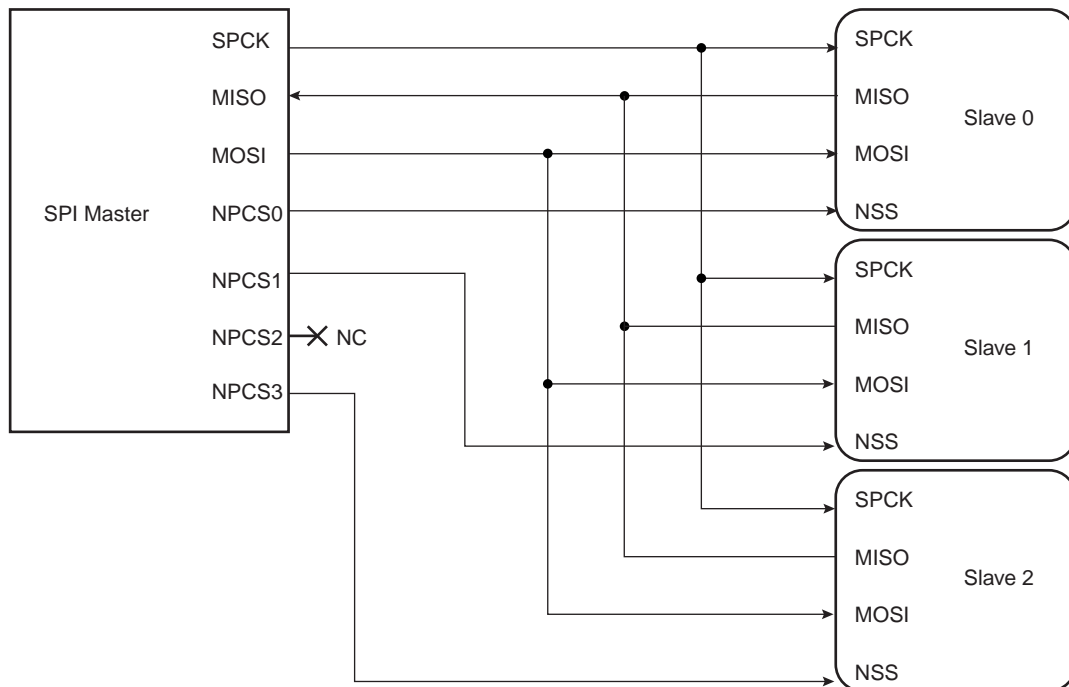 SPI Master
SPCK
MISO
MOSI
NPCS0
NPCS1
NPCS2
NC
NPCS3
SPCK
MISO
Slave 0
MOSI
NSS
SPCK
MISO
Slave 1
MOSI
NSS
SPCK
MISO
Slave 2
MOSI
NSS